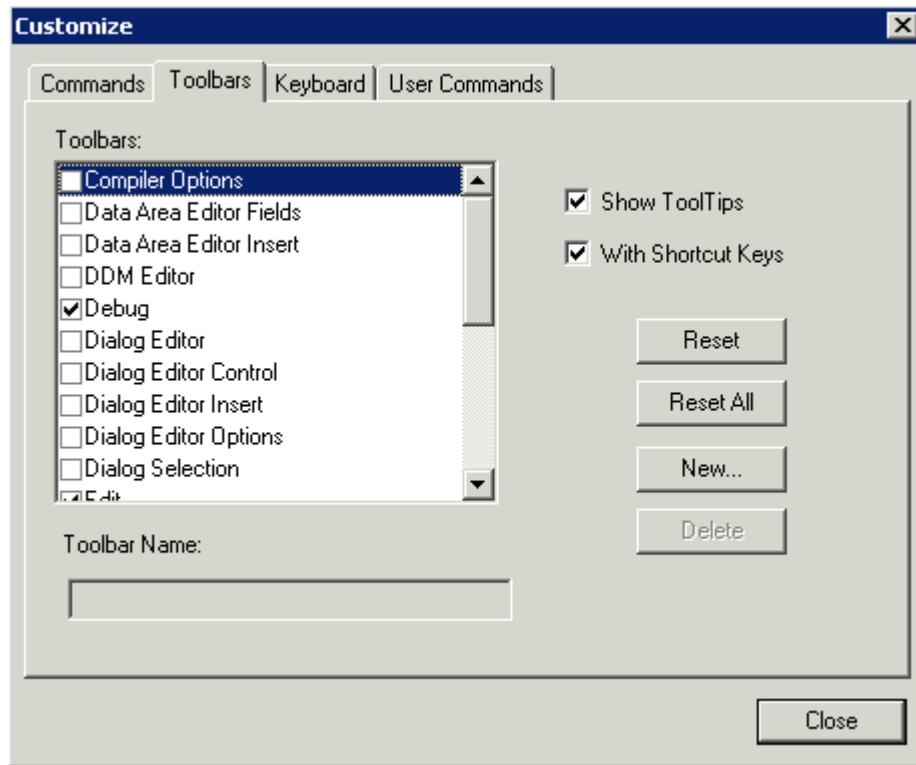 Customize
Commands Toolbars Keyboard User Commands
Toolbars:
Compiler Options
Data Area Editor Fields
Data Area Editor Insert
DDM Editor
Debug
Dialog Editor
Dialog Editor Control
Dialog Editor Insert
Dialog Editor Options
Dialog Selection
Edit
Toolbar Name:
Show ToolTips
With Shortcut Keys
Reset
Reset All
New...
Delete
Close